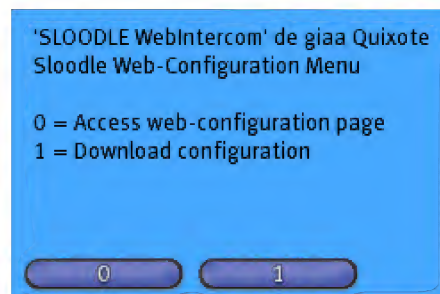 'SLOODLE WebIntercom' de giaa Quixote
Sloodle Web-Configuration Menu
0 = Access web-configuration page
1 = Download configuration
0 1